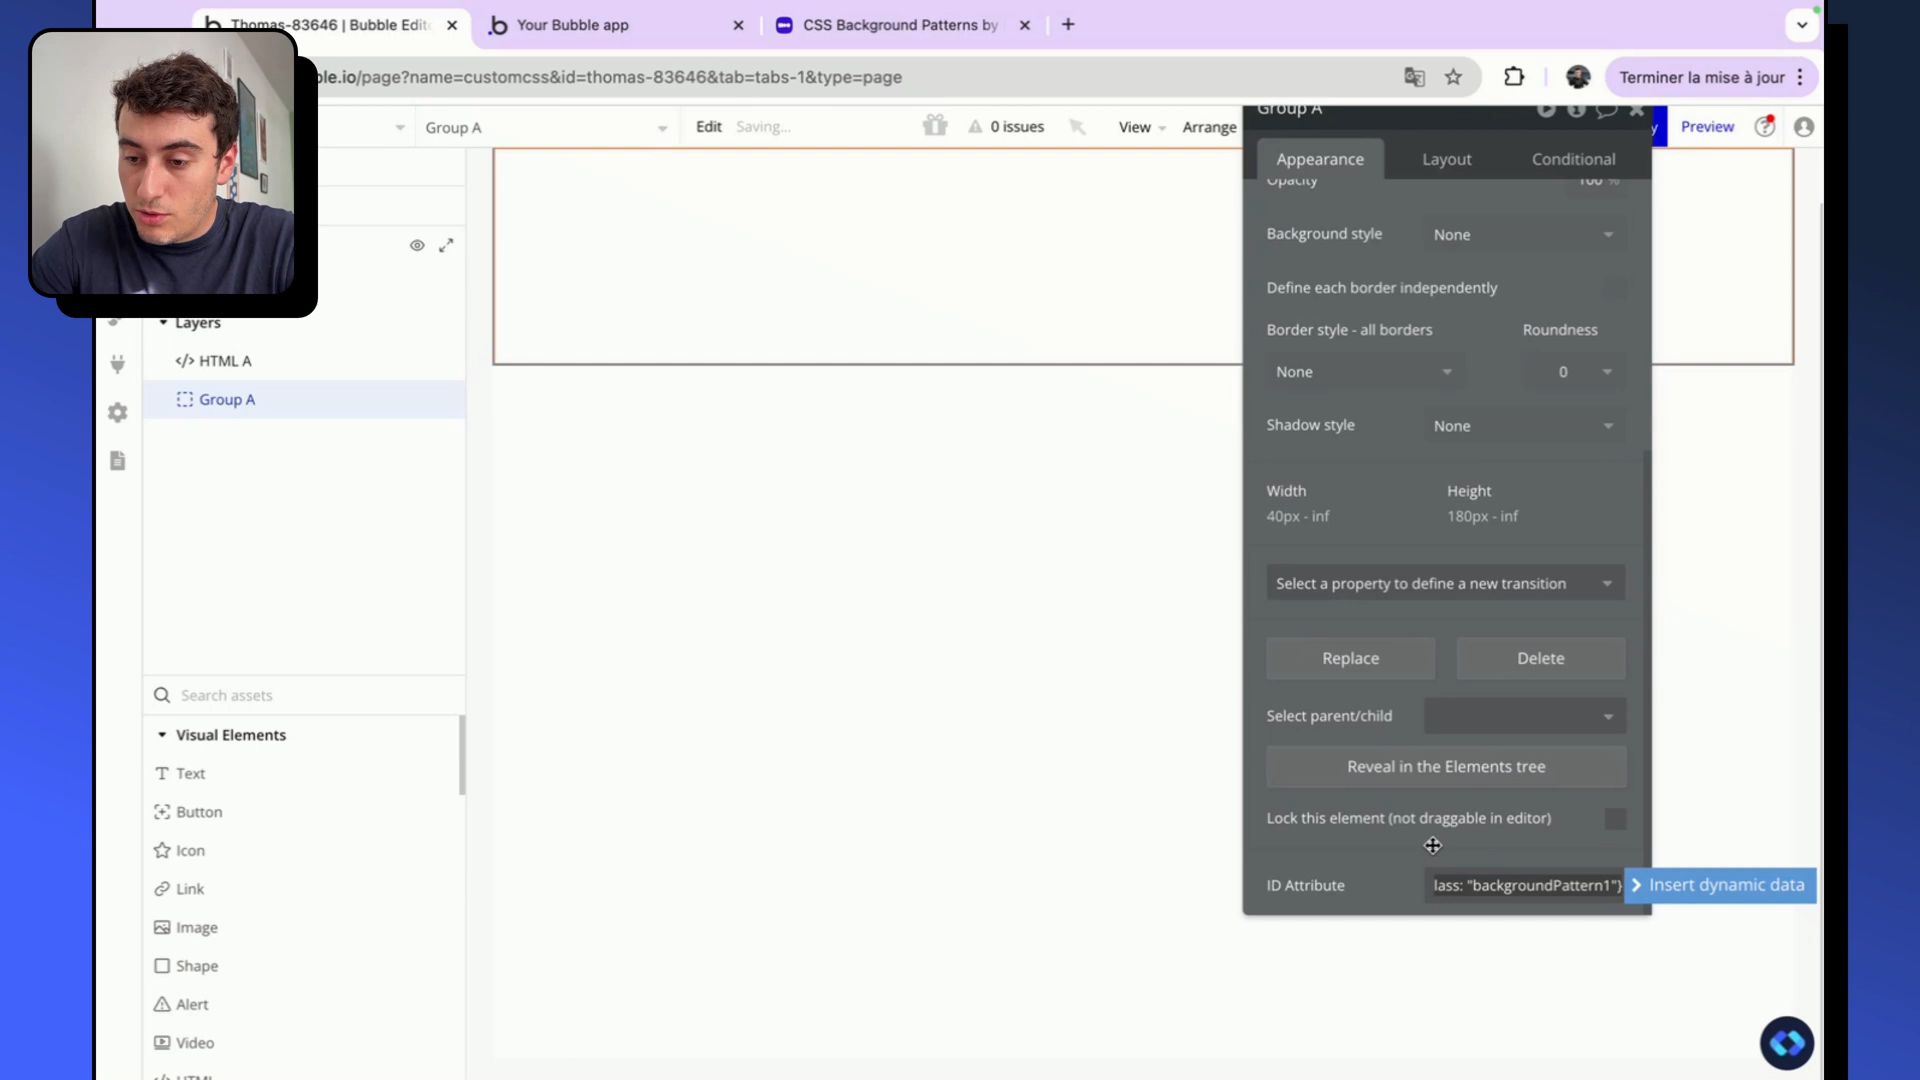 Thomas-83646 | Bubble Edit
Your Bubble app
CSS Background Patterns by
ble.io/page?name=customcss&id=thomas-83646&tab=tabs-1&type=page
Terminer la mise à jour
Group A
Edit
Saving...
0 issues
View
Arrange
Preview
Group A
Appearance
Layout
Conditional
Opacity
100 %
Background style
None
Define each border independently
Border style - all borders
Roundness
None
0
Shadow style
None
Width
Height
40px - inf
180px - inf
Select a property to define a new transition
Replace
Delete
Select parent/child
Reveal in the Elements tree
Lock this element (not draggable in editor)
ID Attribute
lass: "backgroundPattern1"}
Insert dynamic data
Layers
</> HTML A
Group A
Search assets
Visual Elements
Text
Button
Icon
Link
Image
Shape
Alert
Video
</> HTML